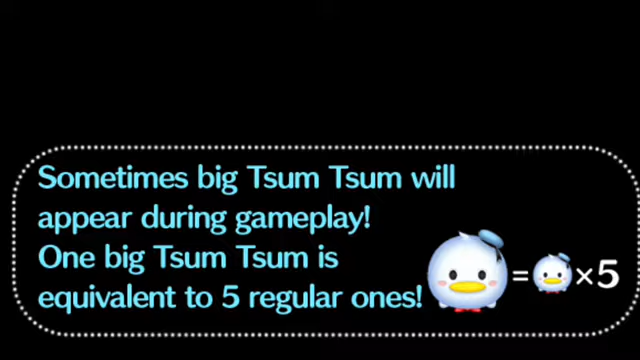 Sometimes big Tsum Tsum will
appear during gameplay!
One big Tsum Tsum is
equivalent to 5 regular ones!
=×5